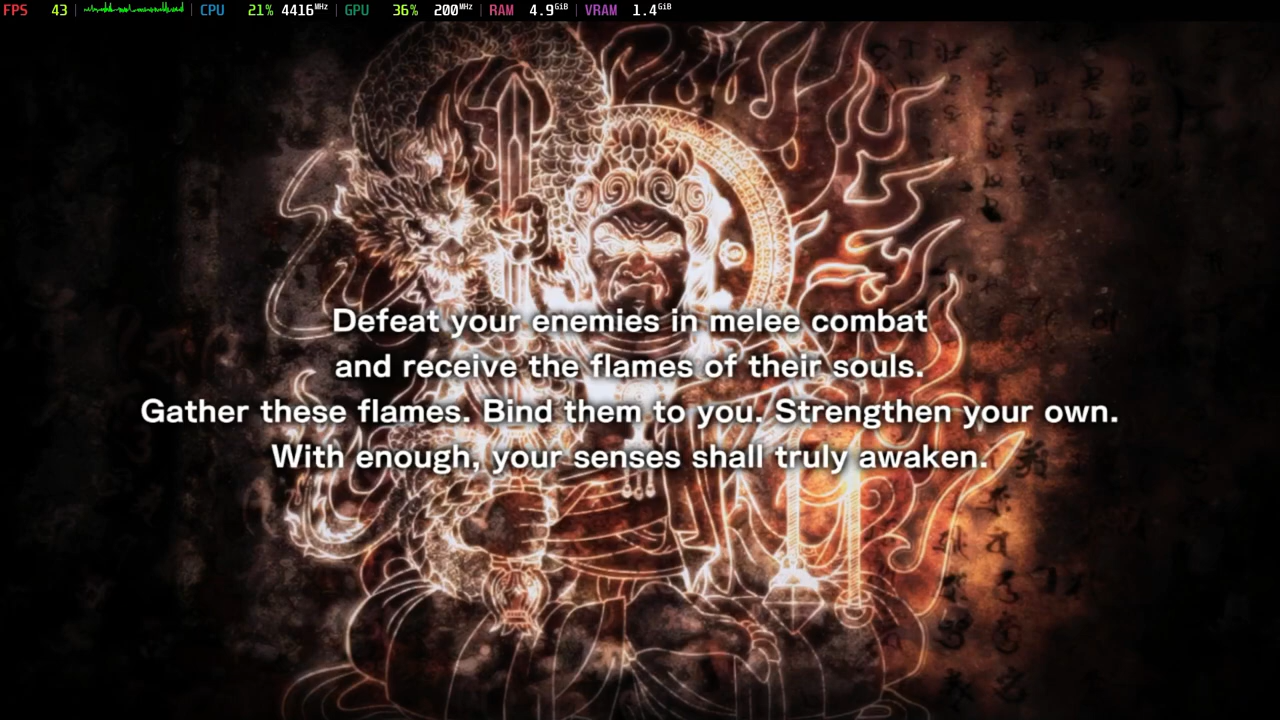 FPS 43 CPU 21% 4416MHz GPU 36% 200MHz RAM 4.9GiB VRAM 1.4GiB
Defeat your enemies in melee combat
and receive the flames of their souls.
Gather these flames. Bind them to you. Strengthen your own.
With enough, your senses shall truly awaken.